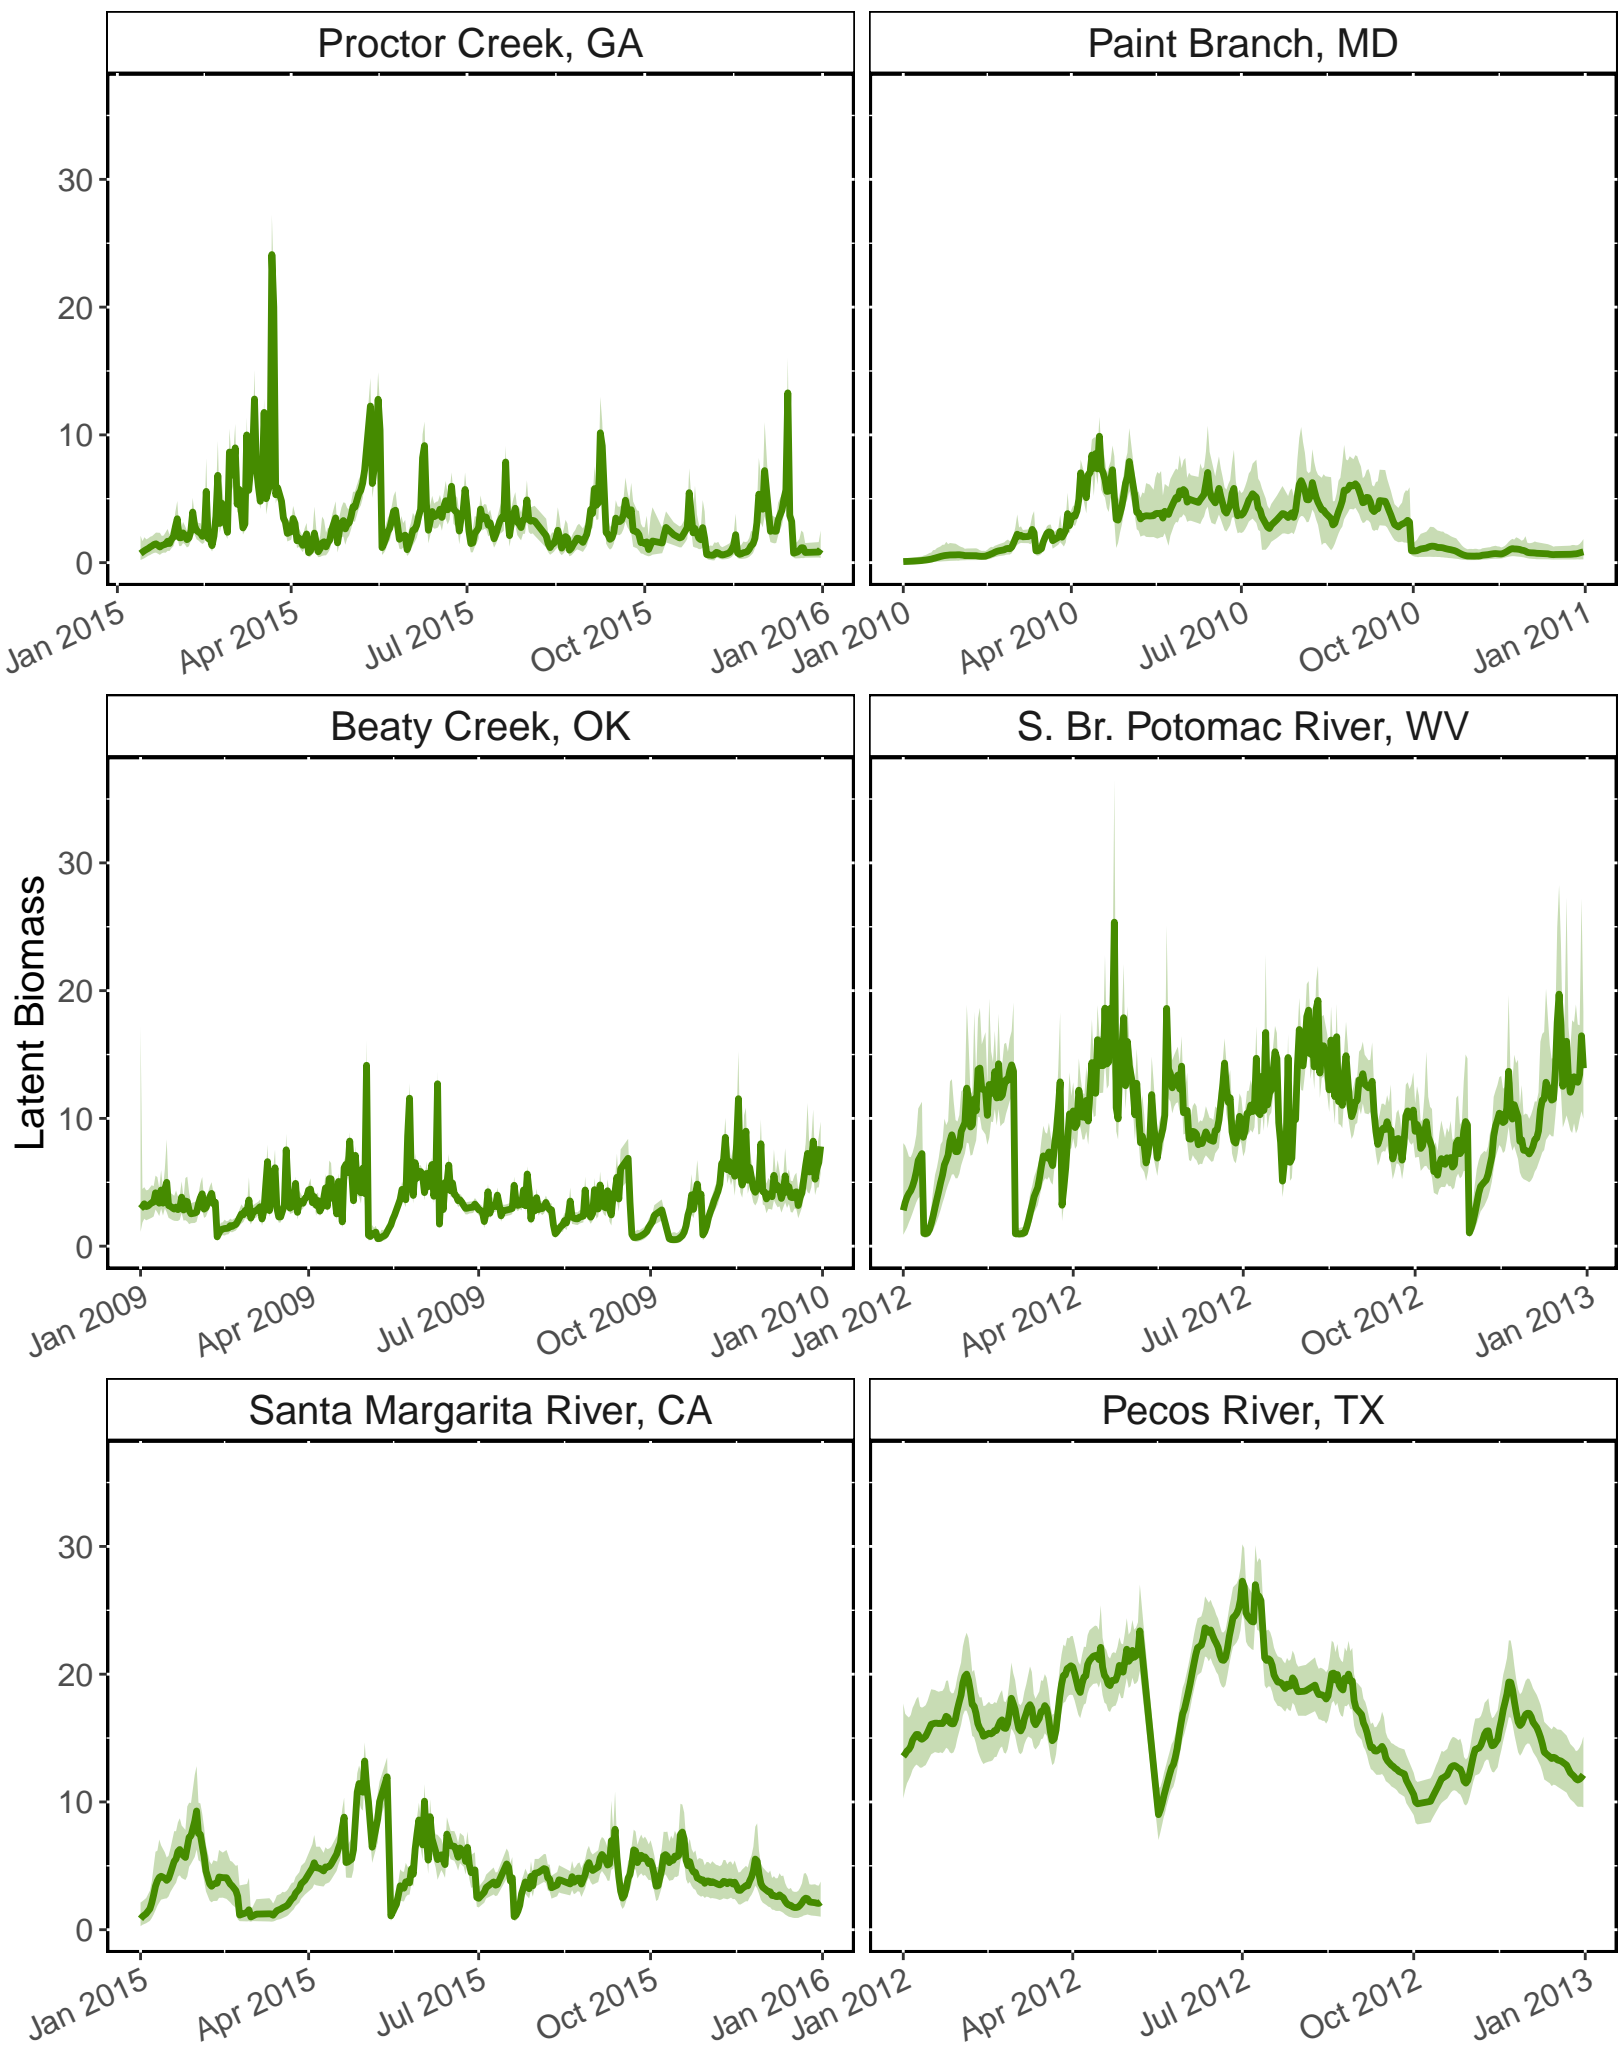 Proctor Creek, GA
Paint Branch, MD
30
20
10
0
Jan 2015
Apr 2015
Jul 2015
Oct 2015
Jan 2016
Jan 2010
Apr 2010
Jul 2010
Oct 2010
Jan 2011
Beaty Creek, OK
S. Br. Potomac River, WV
Latent Biomass
30
20
10
0
Jan 2009
Apr 2009
Jul 2009
Oct 2009
Jan 2010
Jan 2012
Apr 2012
Jul 2012
Oct 2012
Jan 2013
Santa Margarita River, CA
Pecos River, TX
30
20
10
0
Jan 2015
Apr 2015
Jul 2015
Oct 2015
Jan 2016
Jan 2012
Apr 2012
Jul 2012
Oct 2012
Jan 2013